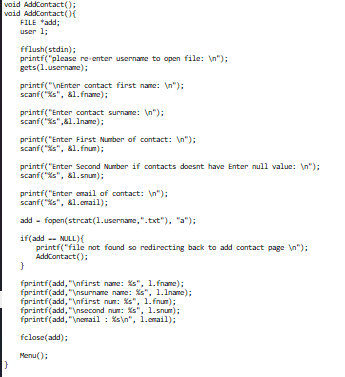 void AddContact();
void AddContact(){
FILE *add;
user l;
fflush(stdin);
printf("please re-enter username to open file: \n");
gets(l.username);
printf("\nEnter contact first name: \n");
scanf("%s", &l.fname);
printf("Enter contact surname: \n");
scanf("%s",&l.lname);
printf("Enter First Number of contact: \n");
scanf("%s", &l.fnum);
printf("Enter Second Number if contacts doesnt have Enter null value: \n");
scanf("%s", &l.snum);
printf("Enter email of contact: \n");
scanf("%s", &l.email);
add = fopen(strcat(l.username,".txt"), "a");
if(add == NULL){
printf("file not found so redirecting back to add contact page \n");
AddContact();
}
fprintf(add,"\nfirst name: %s", l.fname);
fprintf(add,"\nsurname name: %s", l.lname);
fprintf(add,"\nfirst num: %s", l.fnum);
fprintf(add,"\nsecond num: %s", l.snum);
fprintf(add,"\nemail : %s\n", l.email);
fclose(add);
Menu();
}